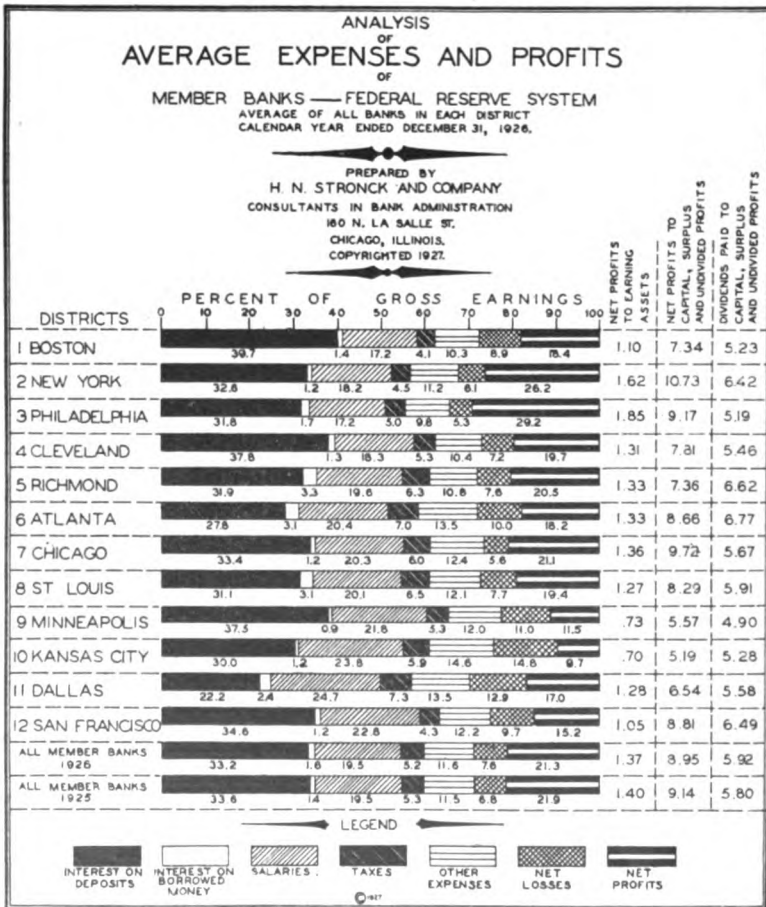 ANALYSIS
OF
AVERAGE EXPENSES AND PROFITS
OF
MEMBER BANKS — FEDERAL RESERVE SYSTEM
AVERAGE OF ALL BANKS IN EACH DISTRICT
CALENDAR YEAR ENDED DECEMBER 31, 1926.
PREPARED BY
H. N. STRONCK AND COMPANY
CONSULTANTS IN BANK ADMINISTRATION
160 N. LA SALLE ST.
CHICAGO, ILLINOIS.
COPYRIGHTED 1927.
NET PROFITS
TO EARNING
ASSETS
NET PROFITS TO
CAPITAL, SURPLUS
AND UNDIVIDED PROFITS
DIVIDENDS PAID TO
CAPITAL, SURPLUS
AND UNDIVIDED PROFITS
PERCENT OF GROSS EARNINGS
DISTRICTS 0 10 20 30 40 50 60 70 80 90 100
1 BOSTON 1.10 7.34 5.23
39.7 1.4 17.2 4.1 10.3 8.9 18.4
2 NEW YORK 1.62 10.73 6.42
32.6 1.2 18.2 4.5 11.2 6.1 26.2
3 PHILADELPHIA 1.85 9.17 5.19
31.8 1.7 17.2 5.0 9.8 5.3 29.2
4 CLEVELAND 1.31 7.81 5.46
37.8 1.3 18.3 5.3 10.4 7.2 19.7
5 RICHMOND 1.33 7.36 6.62
31.9 3.3 19.6 6.3 10.8 7.6 20.5
6 ATLANTA 1.33 8.66 6.77
27.8 3.1 20.4 7.0 13.5 10.0 18.2
7 CHICAGO 1.36 9.72 5.67
33.4 1.2 20.3 6.0 12.4 5.6 21.1
8 ST LOUIS 1.27 8.29 5.91
31.1 3.1 20.1 6.5 12.1 7.7 19.4
9 MINNEAPOLIS .73 5.57 4.90
37.5 0.9 21.8 5.3 12.0 11.0 11.5
10 KANSAS CITY .70 5.19 5.28
30.0 1.2 23.8 5.9 14.6 14.8 9.7
11 DALLAS 1.28 6.54 5.58
22.2 2.4 24.7 7.3 13.5 12.9 17.0
12 SAN FRANCISCO 1.05 8.81 6.49
34.6 1.2 22.8 4.3 12.2 9.7 15.2
ALL MEMBER BANKS
1926 1.37 8.95 5.92
33.2 1.6 19.5 5.2 11.6 7.6 21.3
ALL MEMBER BANKS
1925 1.40 9.14 5.80
33.6 1.4 19.5 5.3 11.5 6.8 21.9
LEGEND
INTEREST ON
DEPOSITS
INTEREST ON
BORROWED
MONEY
SALARIES.
TAXES
OTHER
EXPENSES
NET
LOSSES
NET
PROFITS
© 1927